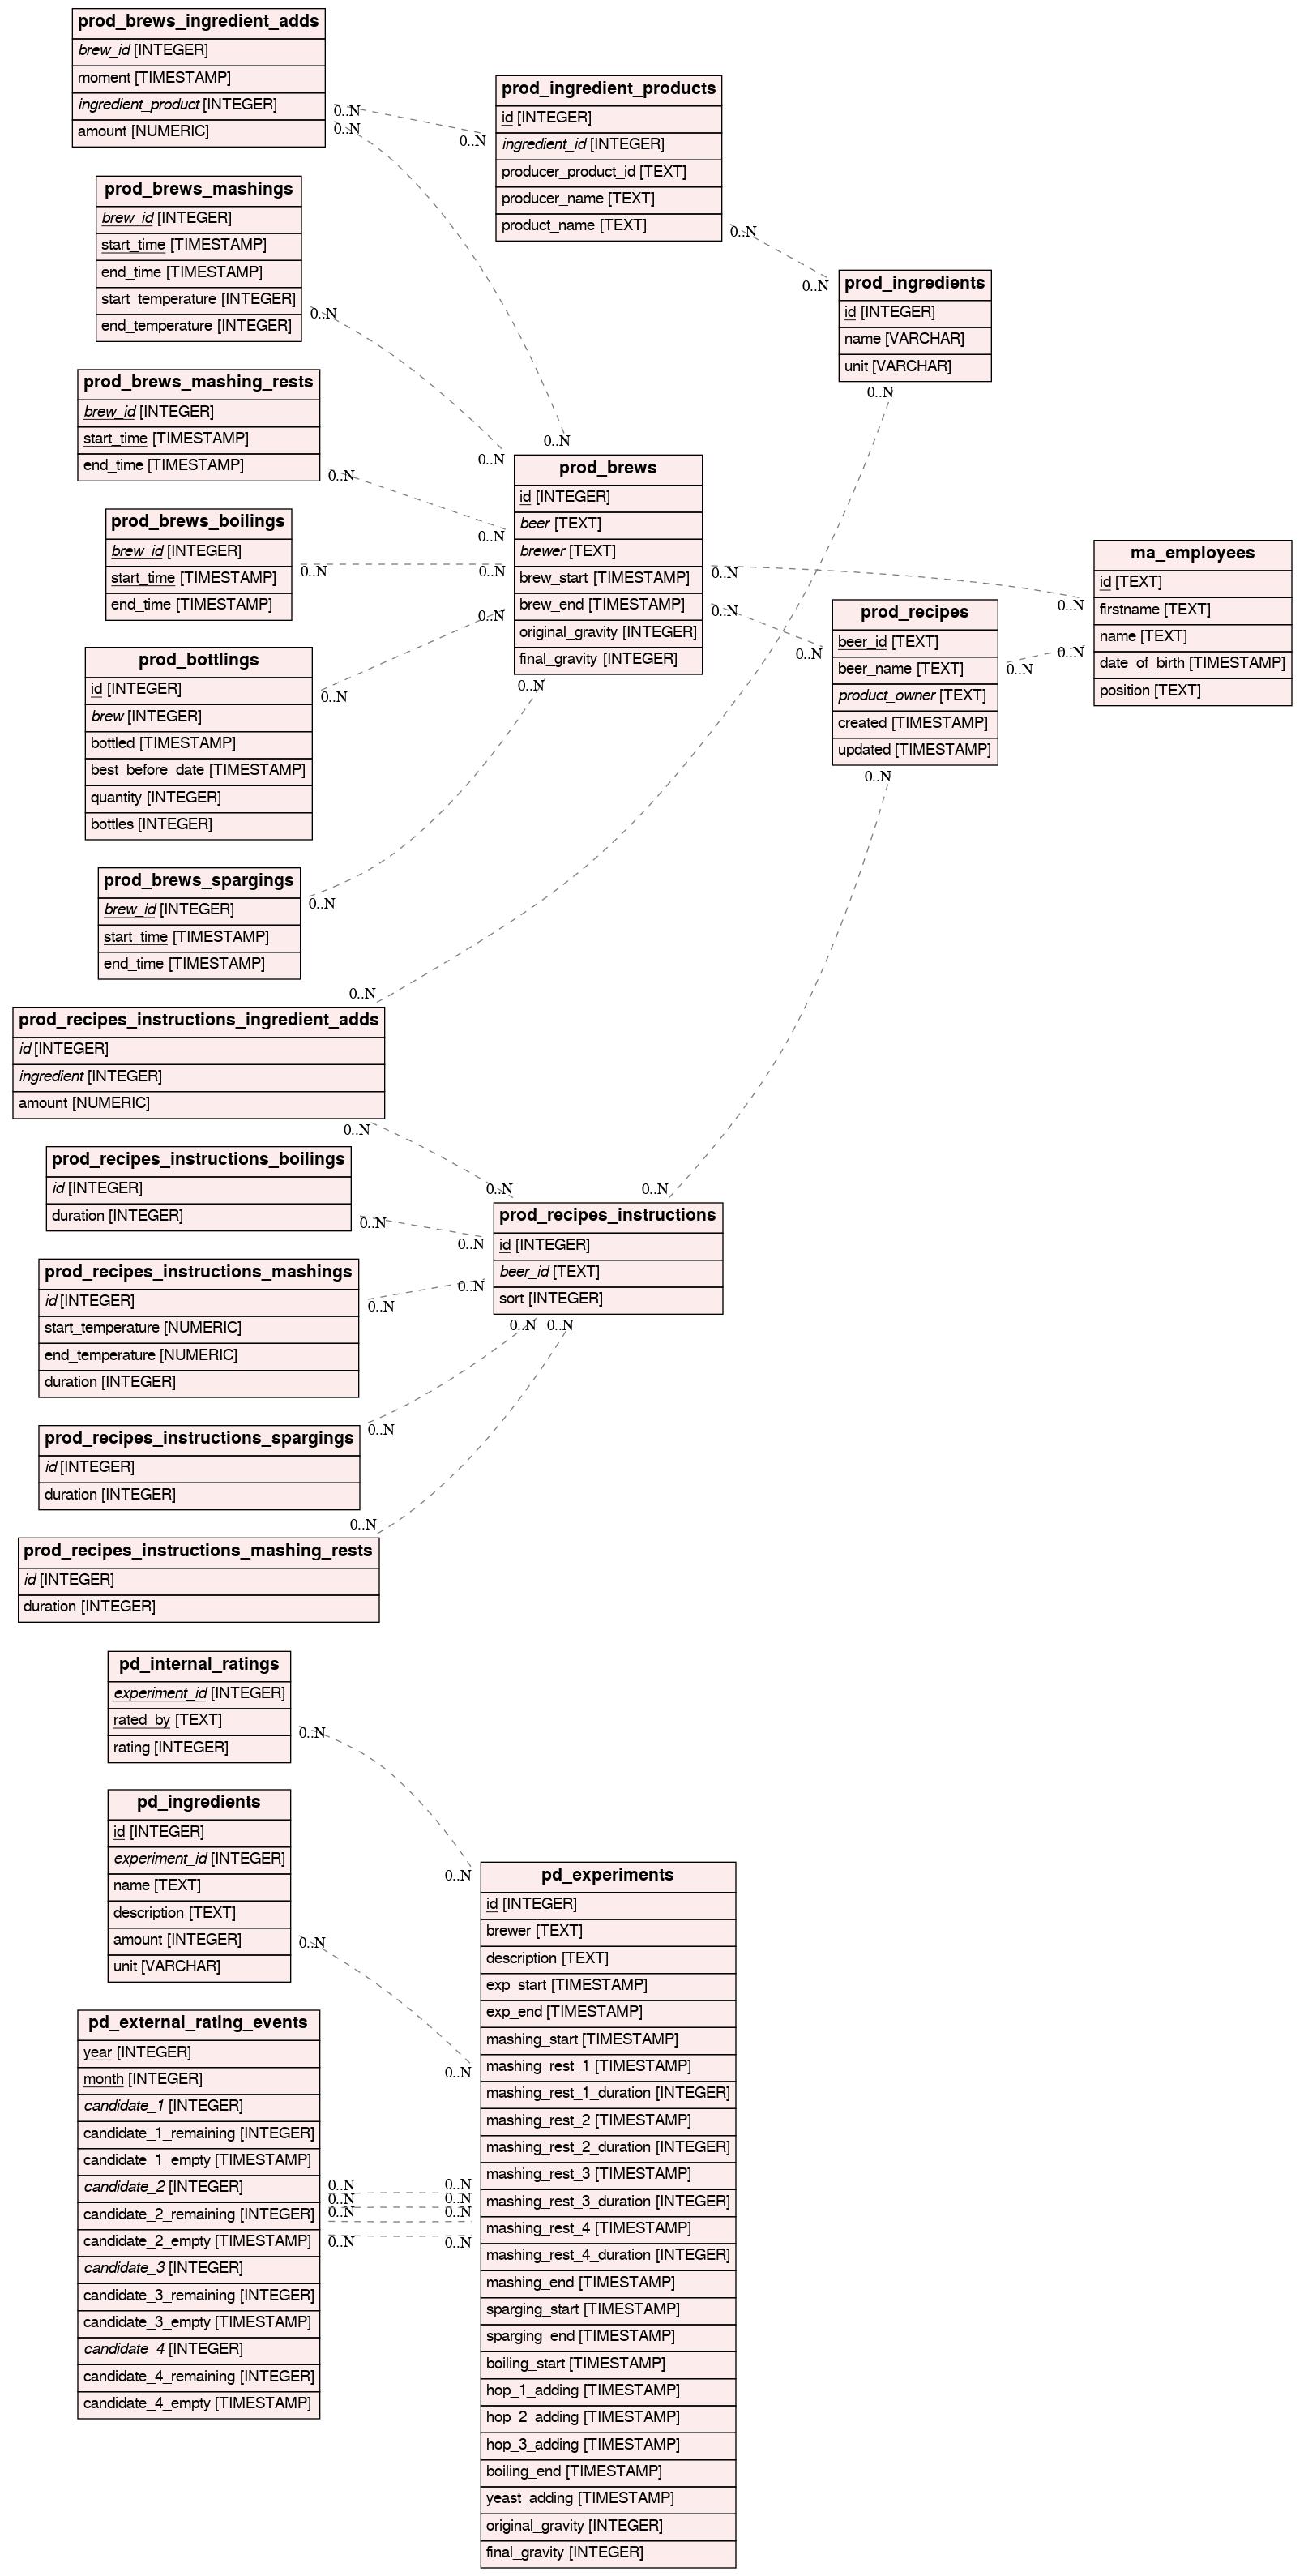 prod_brews_ingredient_adds
brew_id [INTEGER]
moment [TIMESTAMP]
ingredient_product [INTEGER]
amount [NUMERIC]
0..N
0..N
prod_ingredient_products
id [INTEGER]
ingredient_id [INTEGER]
producer_product_id [TEXT]
producer_name [TEXT]
product_name [TEXT]
0..N
0..N
prod_brews_mashings
brew_id [INTEGER]
start_time [TIMESTAMP]
end_time [TIMESTAMP]
start_temperature [INTEGER]
end_temperature [INTEGER]
0..N
0..N
prod_ingredients
id [INTEGER]
name [VARCHAR]
unit [VARCHAR]
0..N
prod_brews_mashing_rests
brew_id [INTEGER]
start_time [TIMESTAMP]
end_time [TIMESTAMP]
0..N
0..N
0..N
0..N
prod_brews
id [INTEGER]
beer [TEXT]
brewer [TEXT]
brew_start [TIMESTAMP]
brew_end [TIMESTAMP]
original_gravity [INTEGER]
final_gravity [INTEGER]
0..N
0..N
0..N
0..N
0..N
prod_brews_boilings
brew_id [INTEGER]
start_time [TIMESTAMP]
end_time [TIMESTAMP]
0..N
ma_employees
id [TEXT]
firstname [TEXT]
name [TEXT]
date_of_birth [TIMESTAMP]
position [TEXT]
0..N
0..N
prod_recipes
beer_id [TEXT]
beer_name [TEXT]
product_owner [TEXT]
created [TIMESTAMP]
updated [TIMESTAMP]
0..N
0..N
0..N
prod_bottlings
id [INTEGER]
brew [INTEGER]
bottled [TIMESTAMP]
best_before_date [TIMESTAMP]
quantity [INTEGER]
bottles [INTEGER]
0..N
prod_brews_spargings
brew_id [INTEGER]
start_time [TIMESTAMP]
end_time [TIMESTAMP]
0..N
0..N
prod_recipes_instructions_ingredient_adds
id [INTEGER]
ingredient [INTEGER]
amount [NUMERIC]
0..N
prod_recipes_instructions_boilings
id [INTEGER]
duration [INTEGER]
0..N
0..N
0..N
prod_recipes_instructions
id [INTEGER]
beer_id [TEXT]
sort [INTEGER]
0..N
0..N
0..N
0..N
prod_recipes_instructions_mashings
id [INTEGER]
start_temperature [NUMERIC]
end_temperature [NUMERIC]
duration [INTEGER]
0..N
prod_recipes_instructions_spargings
id [INTEGER]
duration [INTEGER]
0..N
0..N
prod_recipes_instructions_mashing_rests
id [INTEGER]
duration [INTEGER]
pd_internal_ratings
experiment_id [INTEGER]
rated_by [TEXT]
rating [INTEGER]
0..N
pd_ingredients
id [INTEGER]
experiment_id [INTEGER]
name [TEXT]
description [TEXT]
amount [INTEGER]
unit [VARCHAR]
0..N
pd_external_rating_events
year [INTEGER]
month [INTEGER]
candidate_1 [INTEGER]
candidate_1_remaining [INTEGER]
candidate_1_empty [TIMESTAMP]
candidate_2 [INTEGER]
candidate_2_remaining [INTEGER]
candidate_2_empty [TIMESTAMP]
candidate_3 [INTEGER]
candidate_3_remaining [INTEGER]
candidate_3_empty [TIMESTAMP]
candidate_4 [INTEGER]
candidate_4_remaining [INTEGER]
candidate_4_empty [TIMESTAMP]
0..N
0..N
0..N
0..N
0..N
0..N
0..N
0..N
0..N
0..N
pd_experiments
id [INTEGER]
brewer [TEXT]
description [TEXT]
exp_start [TIMESTAMP]
exp_end [TIMESTAMP]
mashing_start [TIMESTAMP]
mashing_rest_1 [TIMESTAMP]
mashing_rest_1_duration [INTEGER]
mashing_rest_2 [TIMESTAMP]
mashing_rest_2_duration [INTEGER]
mashing_rest_3 [TIMESTAMP]
mashing_rest_3_duration [INTEGER]
mashing_rest_4 [TIMESTAMP]
mashing_rest_4_duration [INTEGER]
mashing_end [TIMESTAMP]
sparging_start [TIMESTAMP]
sparging_end [TIMESTAMP]
boiling_start [TIMESTAMP]
hop_1_adding [TIMESTAMP]
hop_2_adding [TIMESTAMP]
hop_3_adding [TIMESTAMP]
boiling_end [TIMESTAMP]
yeast_adding [TIMESTAMP]
original_gravity [INTEGER]
final_gravity [INTEGER]